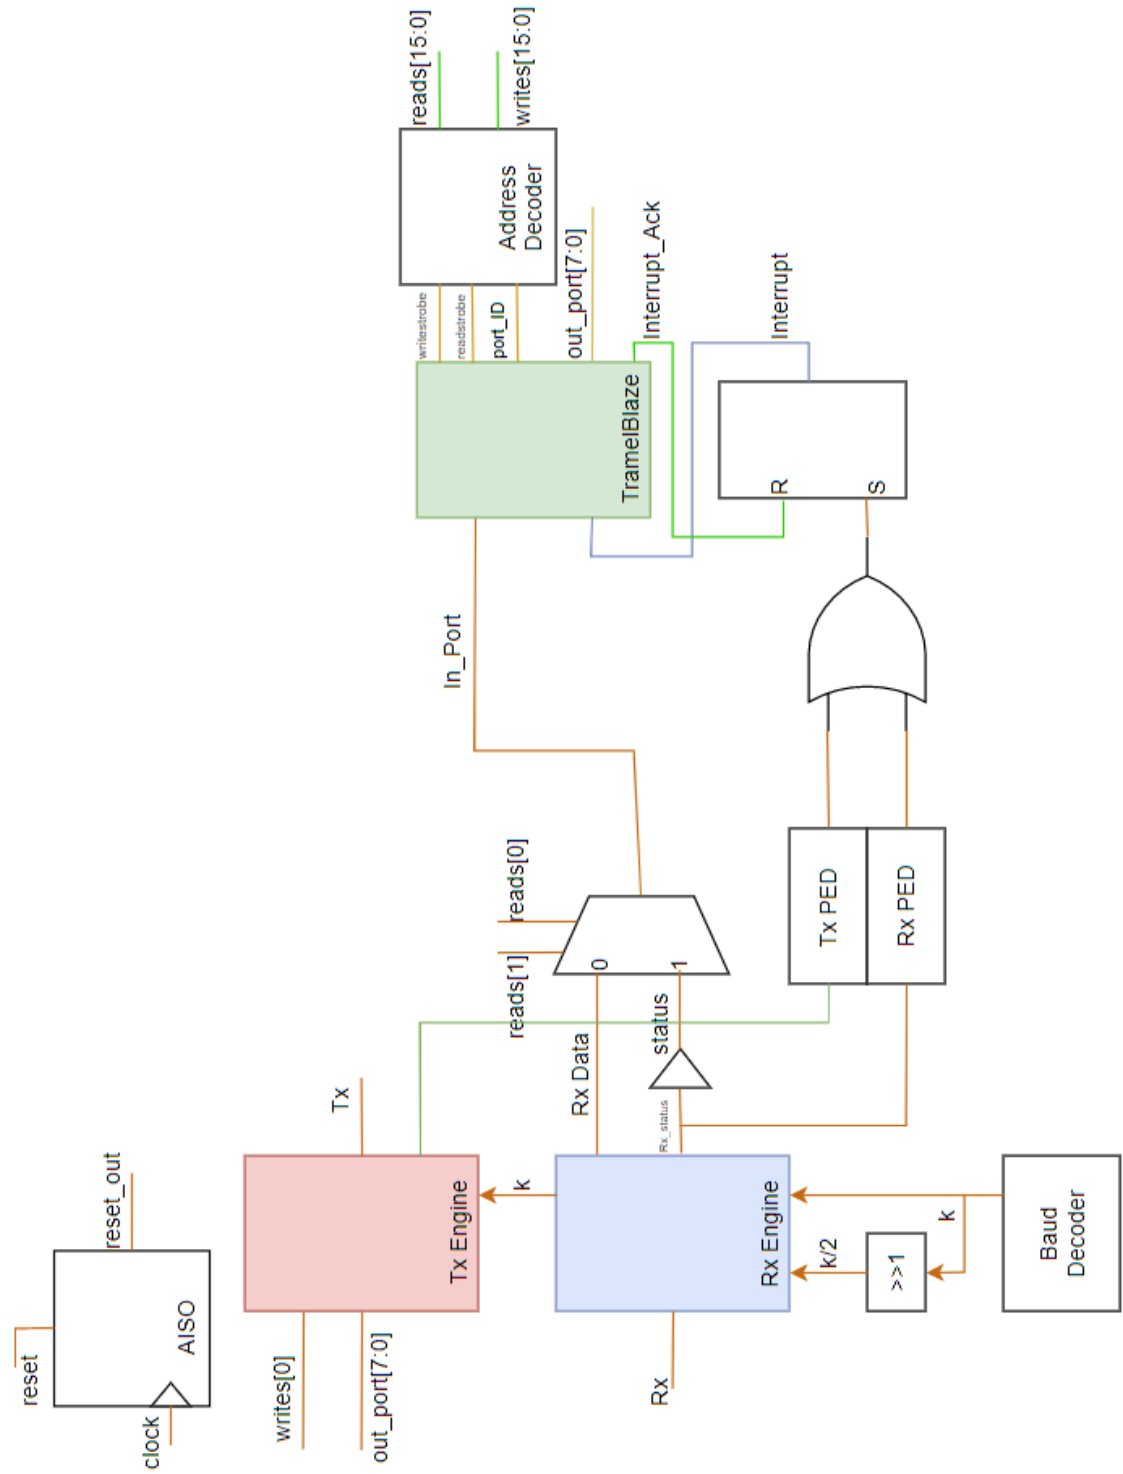 reset
clock
AISO
reset_out
writes[0]
out_port[7:0]
Tx Engine
Tx
k
Rx
Rx Engine
Rx Data
Rx_status
status
k/2
>>1
k
Baud
Decoder
reads[1]
reads[0]
0
1
Tx PED
Rx PED
In_Port
R
S
TramelBlaze
writestrobe
readstrobe
port_ID
out_port[7:0]
Interrupt_Ack
Interrupt
Address
Decoder
reads[15:0]
writes[15:0]